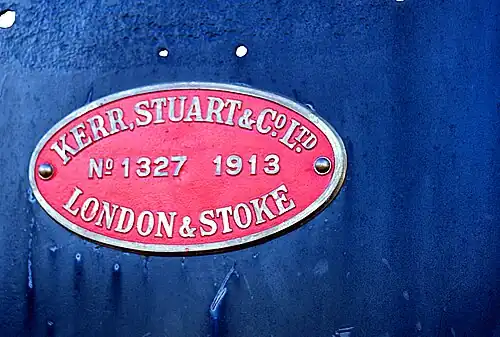 KERR, STUART & Co. LTD.
No 1327 1913
LONDON & STOKE